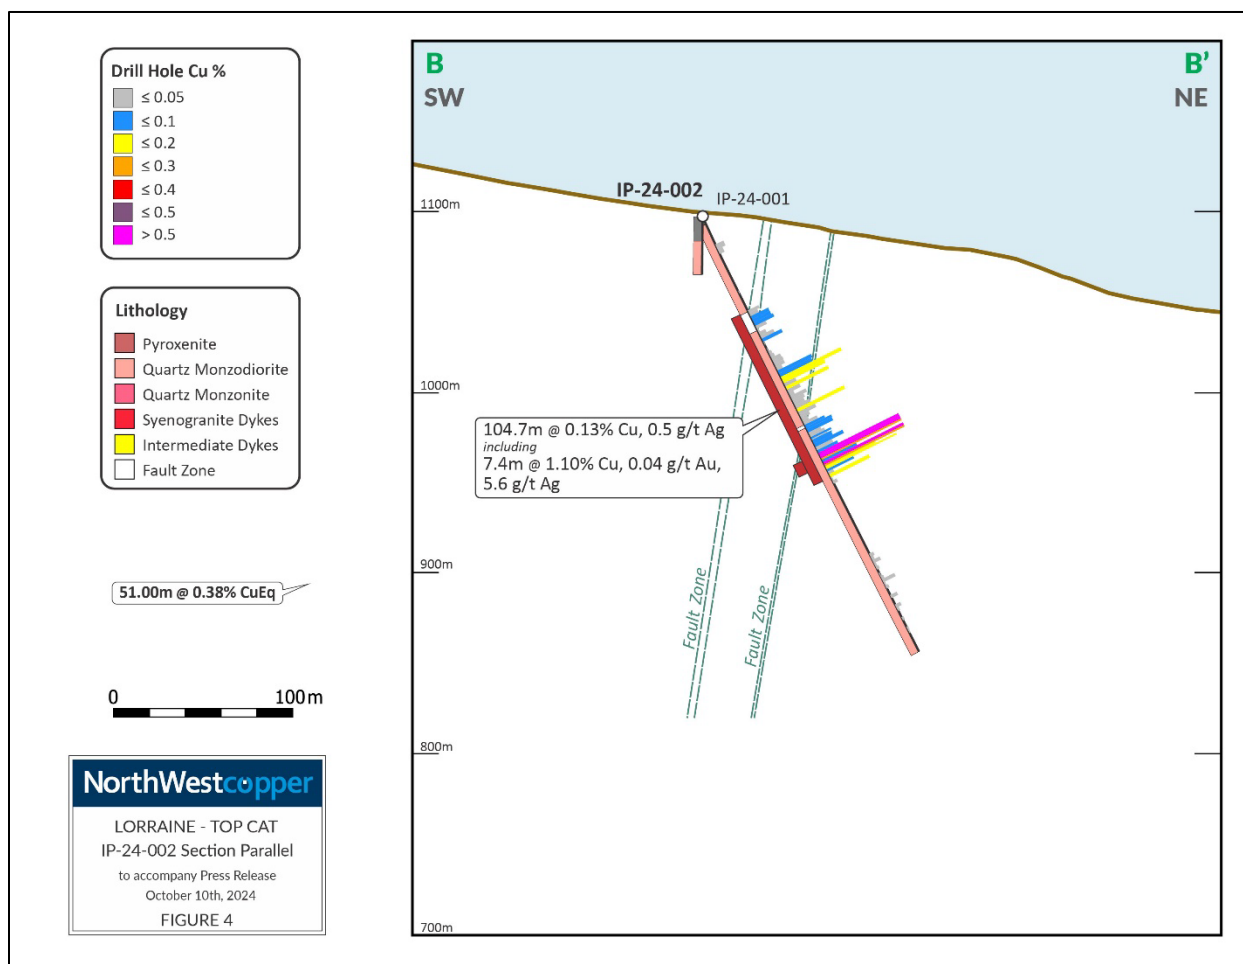 Drill Hole Cu %
≤ 0.05
≤ 0.1
≤ 0.2
≤ 0.3
≤ 0.4
≤ 0.5
> 0.5
Lithology
Pyroxenite
Quartz Monzodiorite
Quartz Monzonite
Syenogranite Dykes
Intermediate Dykes
Fault Zone
51.00m @ 0.38% CuEq
0 100m
NorthWestcopper
LORRAINE - TOP CAT
IP-24-002 Section Parallel
to accompany Press Release
October 10th, 2024
FIGURE 4
B
SW
B'
NE
IP-24-002
IP-24-001
1100m
1000m
104.7m @ 0.13% Cu, 0.5 g/t Ag
including
7.4m @ 1.10% Cu, 0.04 g/t Au,
5.6 g/t Ag
900m
Fault Zone
Fault Zone
800m
700m